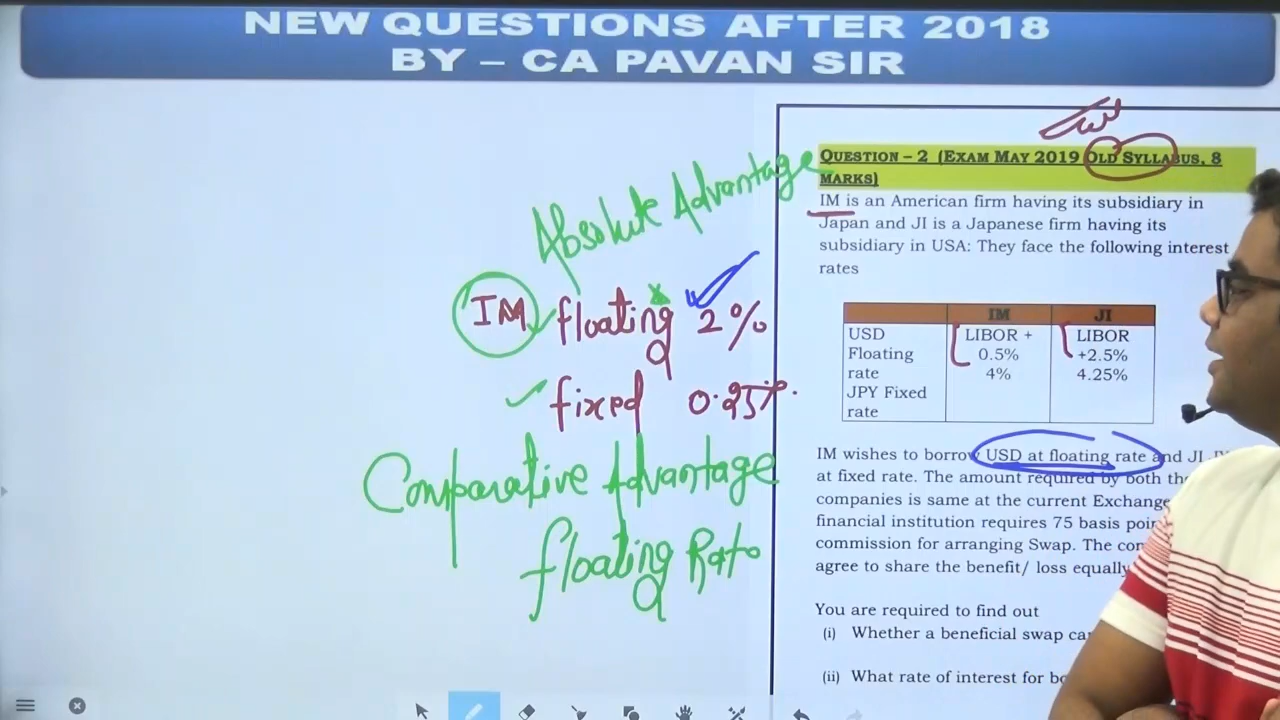 NEW QUESTIONS AFTER 2018
BY – CA PAVAN SIR
Absolute Advantage
IM floating 2%
fixed 0.25%.
Comparative Advantage
floating Rate
QUESTION – 2 (EXAM MAY 2019 OLD SYLLABUS, 8
MARKS)
IM is an American firm having its subsidiary in
Japan and JI is a Japanese firm having its
subsidiary in USA: They face the following interest
rates
IM JI
USD LIBOR + LIBOR
Floating 0.5% +2.5%
rate 4% 4.25%
JPY Fixed
rate
IM wishes to borrow USD at floating rate and JI
at fixed rate. The amount required by both
companies is same at the current Exchange
financial institution requires 75 basis
commission for arranging Swap. The
agree to share the benefit/ loss equally
You are required to find out
(i) Whether a beneficial swap
(ii) What rate of interest for